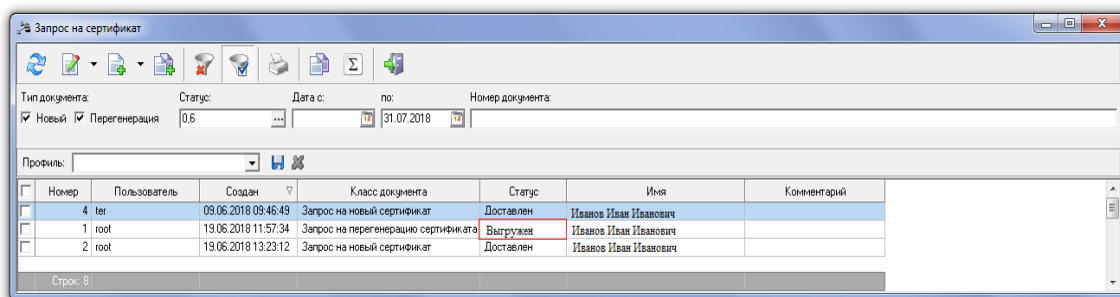 Запрос на сертификат
Тип документа: Статус: Дата с: по: Номер документа:
Новый Перегенерация 0,6 ... 12 31.07.2018 12
Профиль:
Номер Пользователь Создан Класс документа Статус Имя Комментарий
4 ter 09.06.2018 09:46:49 Запрос на новый сертификат Доставлен Иванов Иван Иванович
1 root 19.06.2018 11:57:34 Запрос на перегенерацию сертификата Выгружен Иванов Иван Иванович
2 root 19.06.2018 13:23:12 Запрос на новый сертификат Доставлен Иванов Иван Иванович
Строк: 8